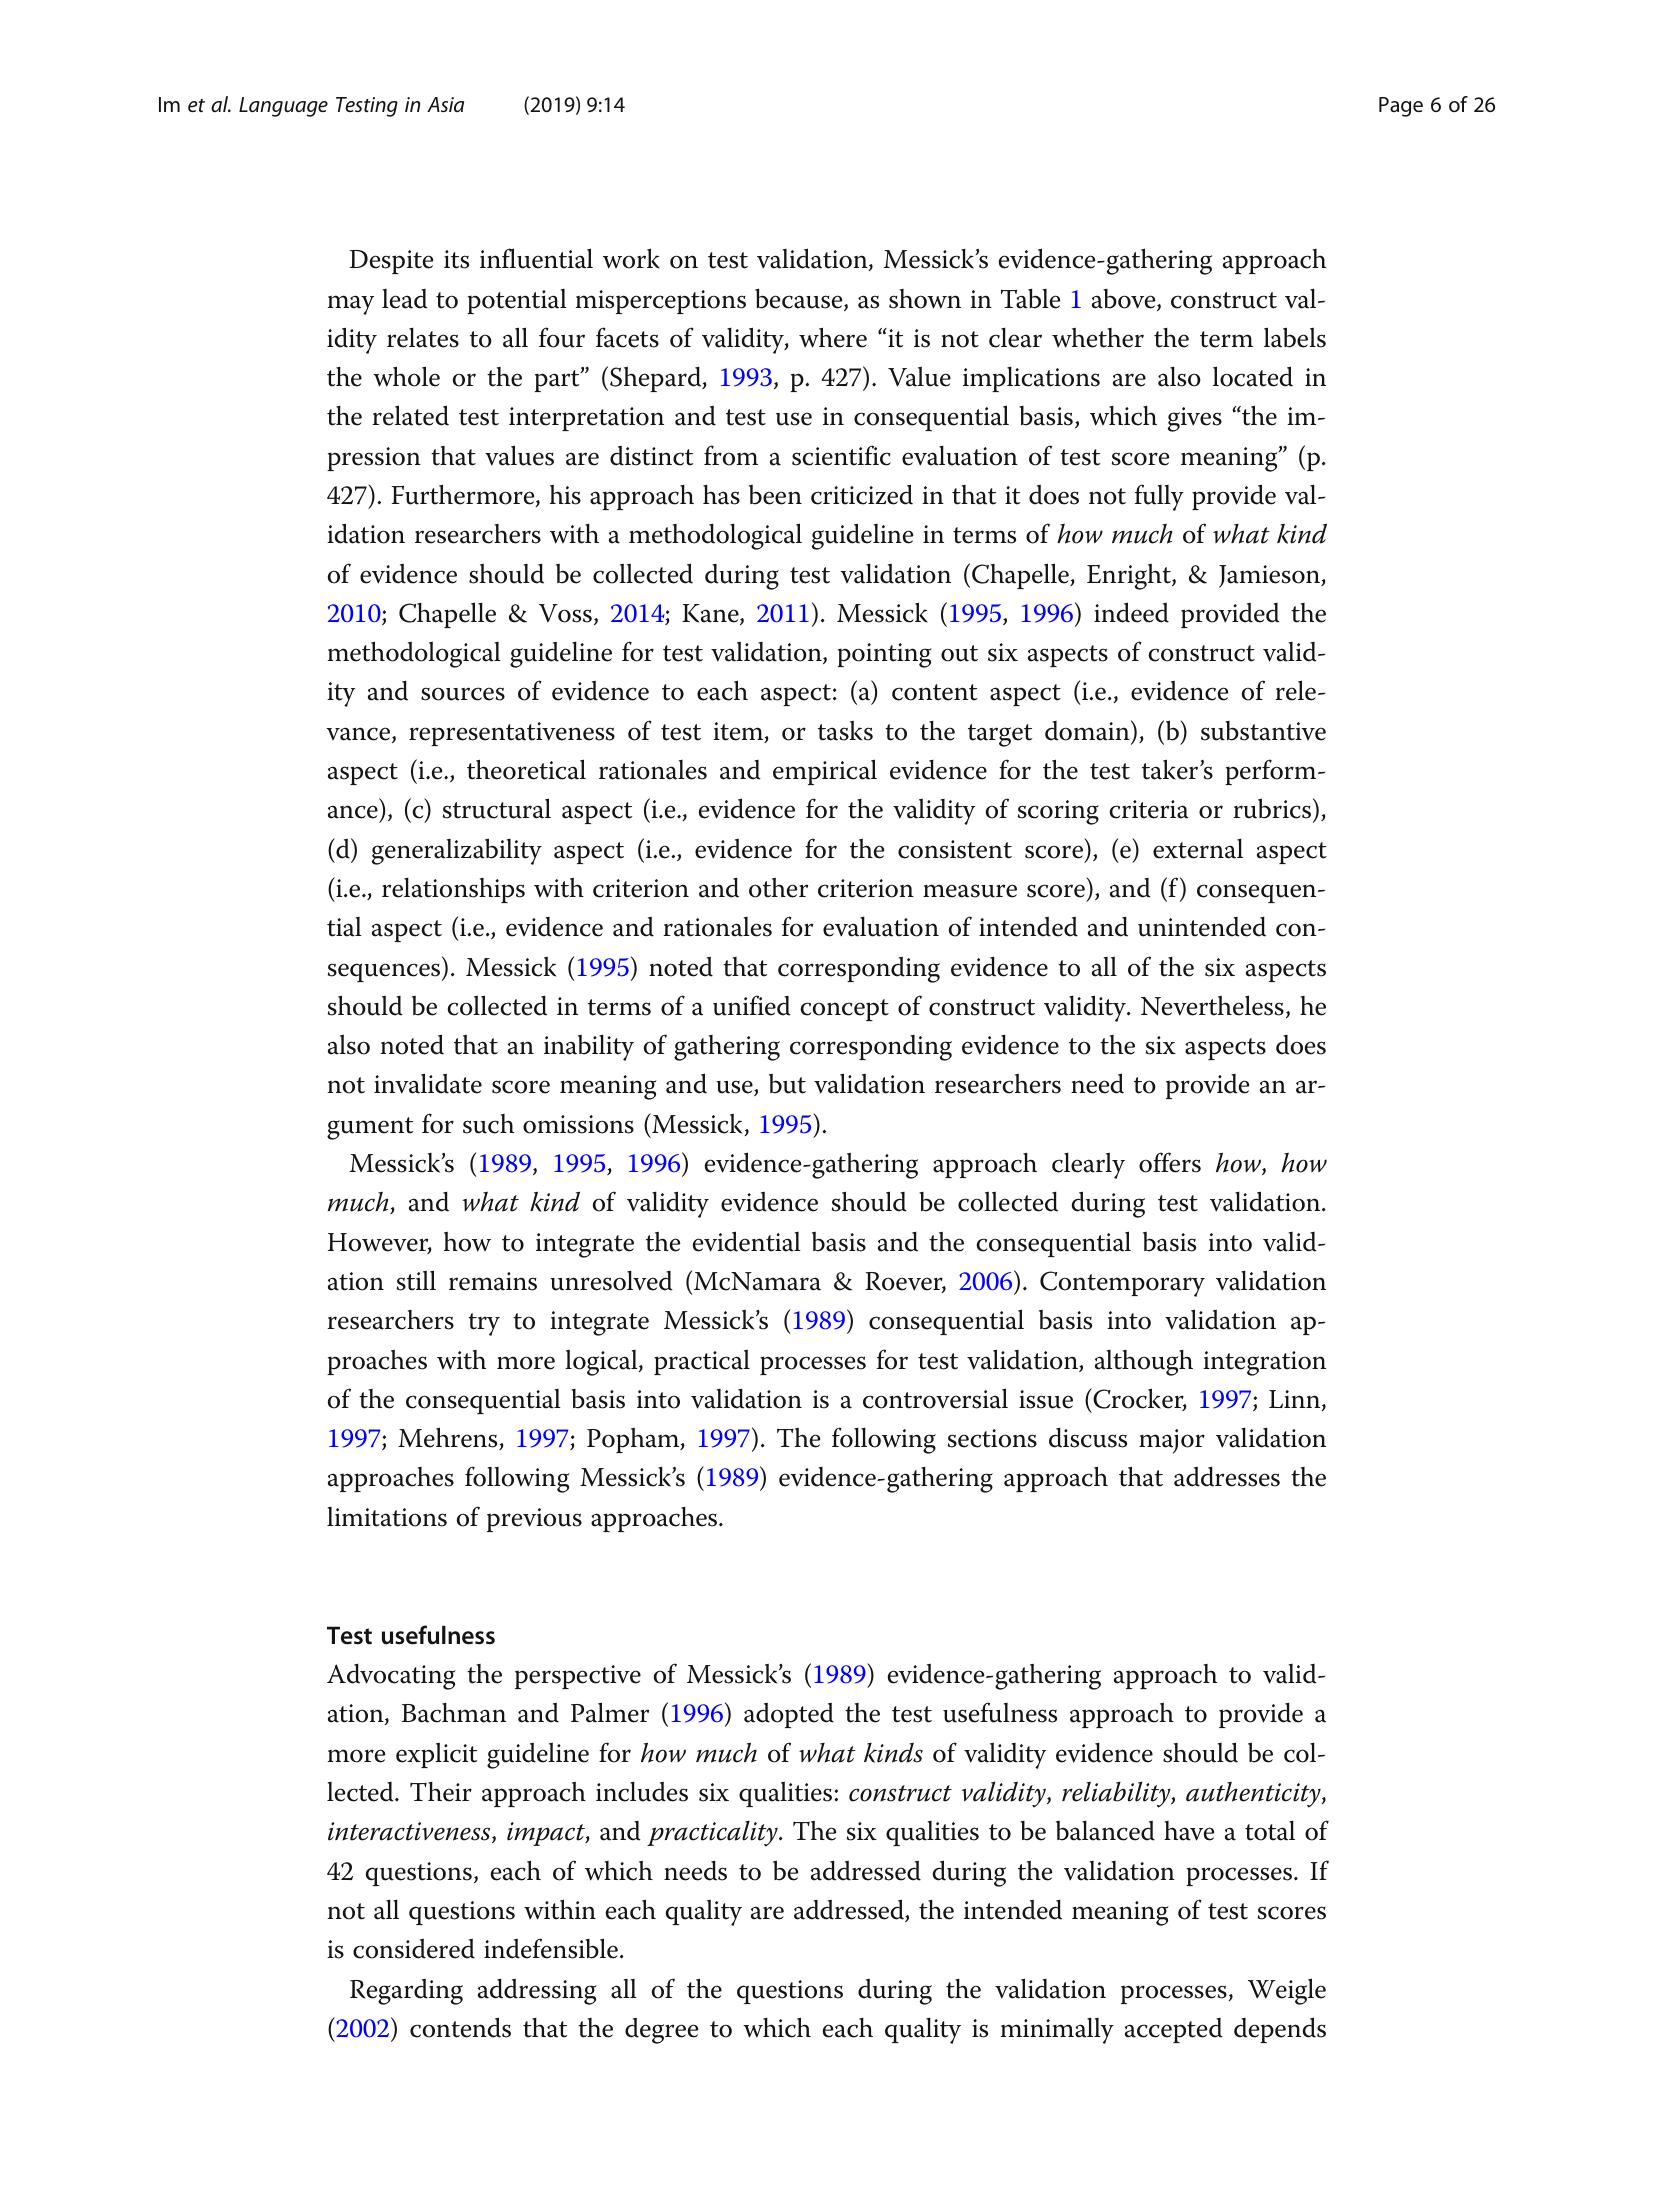 Im et al. Language Testing in Asia (2019) 9:14 Page 6 of 26
Despite its influential work on test validation, Messick’s evidence-gathering approach
may lead to potential misperceptions because, as shown in Table 1 above, construct val-
idity relates to all four facets of validity, where “it is not clear whether the term labels
the whole or the part” (Shepard, 1993, p. 427). Value implications are also located in
the related test interpretation and test use in consequential basis, which gives “the im-
pression that values are distinct from a scientific evaluation of test score meaning” (p.
427). Furthermore, his approach has been criticized in that it does not fully provide val-
idation researchers with a methodological guideline in terms of how much of what kind
of evidence should be collected during test validation (Chapelle, Enright, & Jamieson,
2010; Chapelle & Voss, 2014; Kane, 2011). Messick (1995, 1996) indeed provided the
methodological guideline for test validation, pointing out six aspects of construct valid-
ity and sources of evidence to each aspect: (a) content aspect (i.e., evidence of rele-
vance, representativeness of test item, or tasks to the target domain), (b) substantive
aspect (i.e., theoretical rationales and empirical evidence for the test taker’s perform-
ance), (c) structural aspect (i.e., evidence for the validity of scoring criteria or rubrics),
(d) generalizability aspect (i.e., evidence for the consistent score), (e) external aspect
(i.e., relationships with criterion and other criterion measure score), and (f) consequen-
tial aspect (i.e., evidence and rationales for evaluation of intended and unintended con-
sequences). Messick (1995) noted that corresponding evidence to all of the six aspects
should be collected in terms of a unified concept of construct validity. Nevertheless, he
also noted that an inability of gathering corresponding evidence to the six aspects does
not invalidate score meaning and use, but validation researchers need to provide an ar-
gument for such omissions (Messick, 1995).
Messick’s (1989, 1995, 1996) evidence-gathering approach clearly offers how, how
much, and what kind of validity evidence should be collected during test validation.
However, how to integrate the evidential basis and the consequential basis into valid-
ation still remains unresolved (McNamara & Roever, 2006). Contemporary validation
researchers try to integrate Messick’s (1989) consequential basis into validation ap-
proaches with more logical, practical processes for test validation, although integration
of the consequential basis into validation is a controversial issue (Crocker, 1997; Linn,
1997; Mehrens, 1997; Popham, 1997). The following sections discuss major validation
approaches following Messick’s (1989) evidence-gathering approach that addresses the
limitations of previous approaches.
Test usefulness
Advocating the perspective of Messick’s (1989) evidence-gathering approach to valid-
ation, Bachman and Palmer (1996) adopted the test usefulness approach to provide a
more explicit guideline for how much of what kinds of validity evidence should be col-
lected. Their approach includes six qualities: construct validity, reliability, authenticity,
interactiveness, impact, and practicality. The six qualities to be balanced have a total of
42 questions, each of which needs to be addressed during the validation processes. If
not all questions within each quality are addressed, the intended meaning of test scores
is considered indefensible.
Regarding addressing all of the questions during the validation processes, Weigle
(2002) contends that the degree to which each quality is minimally accepted depends